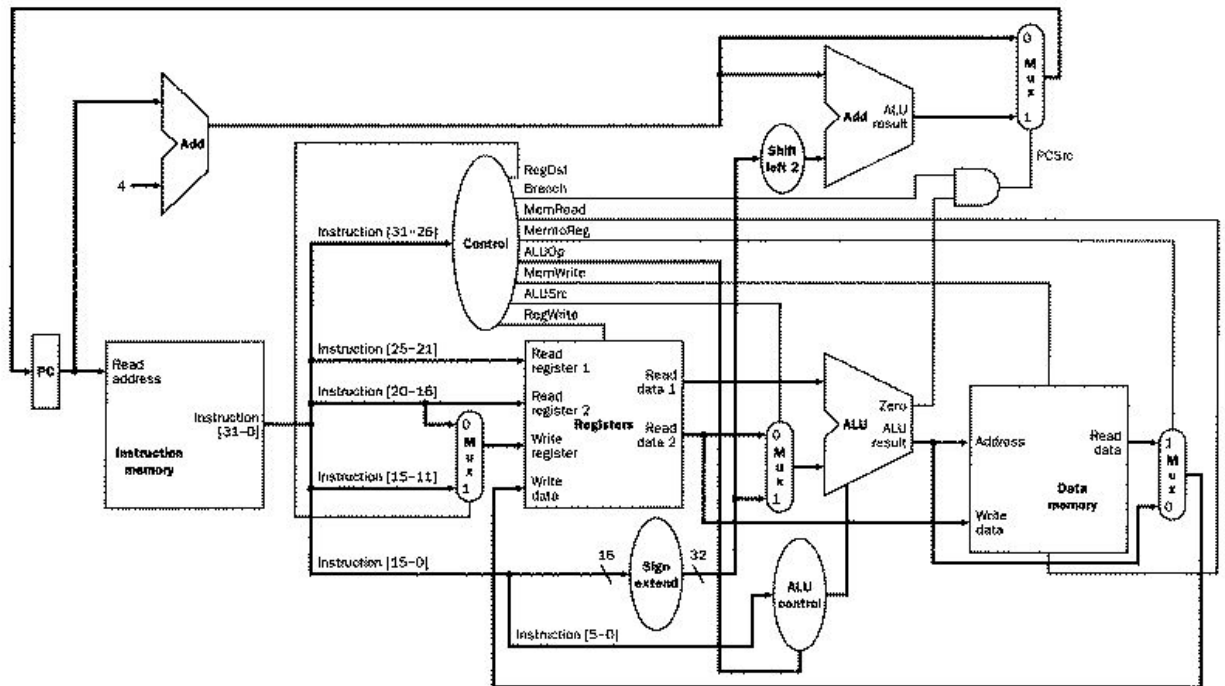 0
M
u
x
1
Add
ALU
result
Add
Shift
left 2
PCSrc
4
RegDst
Branch
MemRead
MemtoReg
ALUOp
MemWrite
ALUSrc
RegWrite
Instruction [31–26]
Control
PC
Read
address
Instruction
[31–0]
Instruction
memory
Instruction [25–21]
Instruction [20–16]
Instruction [15–11]
Instruction [15–0]
Instruction [5–0]
0
M
u
x
1
Read
register 1
Read
register 2
Write
register
Write
data
Registers
Read
data 1
Read
data 2
0
M
u
x
1
Zero
ALU
ALU
result
Address
Read
data
Data
memory
Write
data
1
M
u
x
0
16
Sign
extend
32
ALU
control